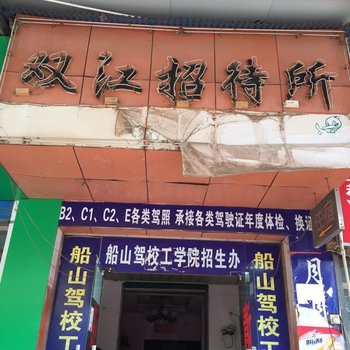 双江招待所
B2、C1、C2、E各类驾照 承接各类驾驶证年度体检、换证
船山驾校工学院招生办
船山驾校工
船山驾校工
月